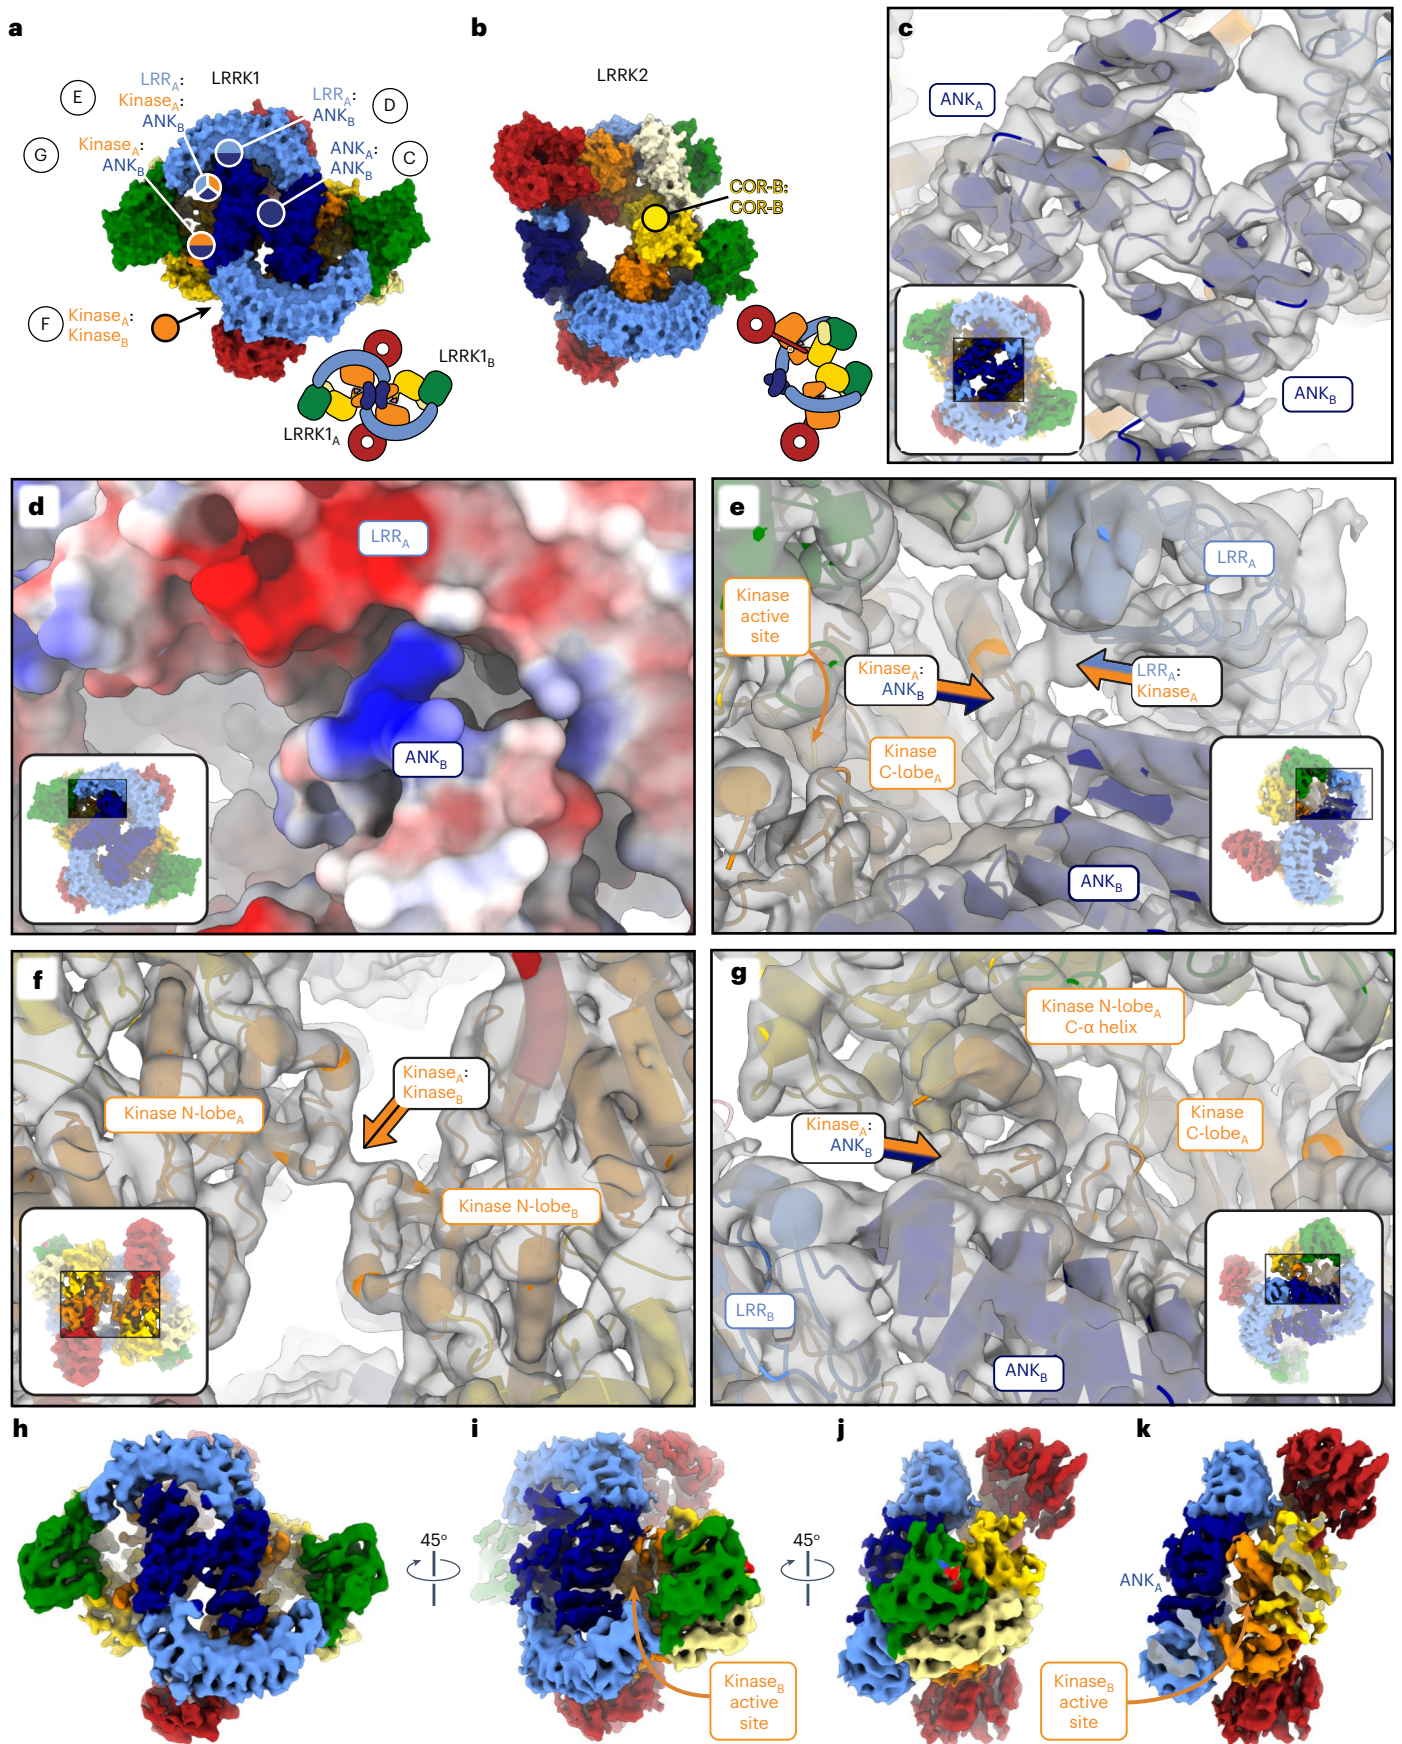 a
LRRK1
E
LRRA:
KinaseA:
ANKB
LRRA:
ANKB
D
G
KinaseA:
ANKB
ANKA:
ANKB
C
F
KinaseA:
KinaseB
LRRK1B
LRRK1A
b
LRRK2
COR-B:
COR-B
c
ANKA
ANKB
d
LRRA
ANKB
e
LRRA
Kinase
active
site
KinaseA:
ANKB
LRRA:
KinaseA
Kinase
C-lobeA
ANKB
f
KinaseA:
KinaseB
Kinase N-lobeA
Kinase N-lobeB
g
Kinase N-lobeA
C-α helix
KinaseA:
ANKB
Kinase
C-lobeA
LRRB
ANKB
h
45°
i
KinaseB
active
site
45°
j
k
ANKA
KinaseB
active
site